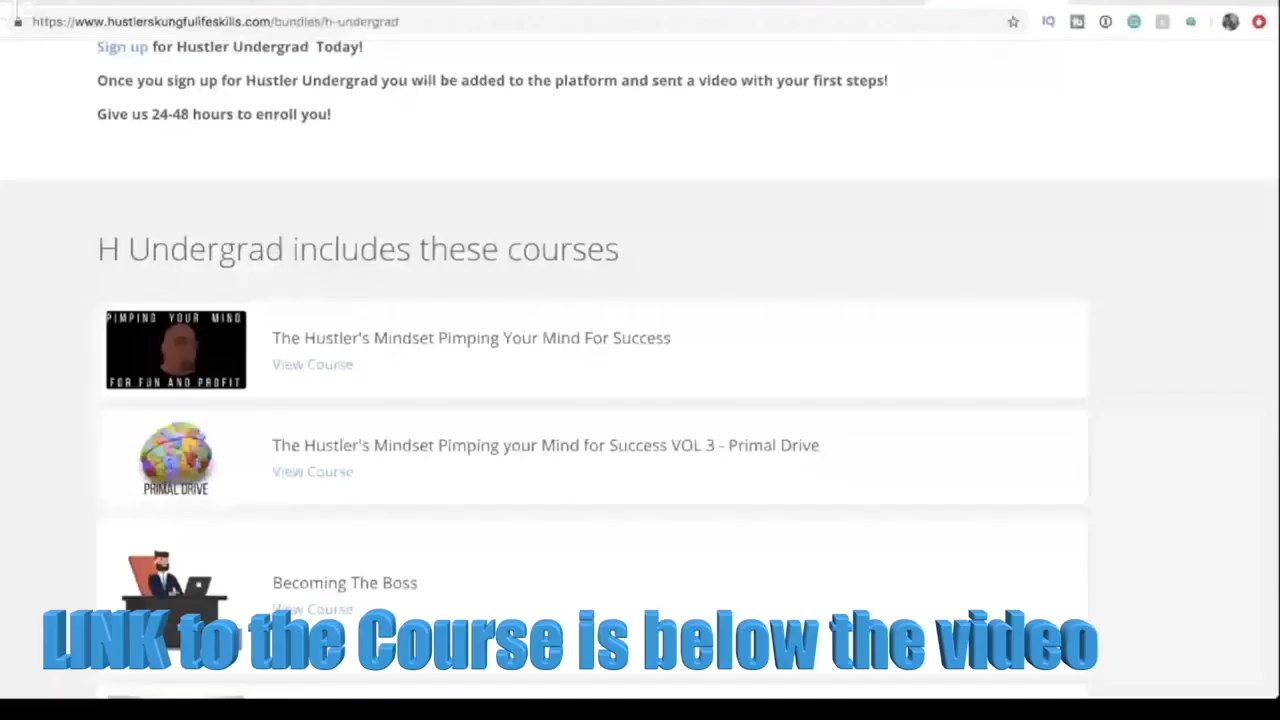 https://www.hustlerskungfulifeskills.com/bundles/h-undergrad
Sign up for Hustler Undergrad Today!
Once you sign up for Hustler Undergrad you will be added to the platform and sent a video with your first steps!
Give us 24-48 hours to enroll you!
H Undergrad includes these courses
PIMPING YOUR MIND
FOR FUN AND PROFIT
The Hustler's Mindset Pimping Your Mind For Success
View Course
The Hustler's Mindset Pimping your Mind for Success VOL 3 - Primal Drive
View Course
PRIMAL DRIVE
Becoming The Boss
View Course
LINK to the Course is below the video